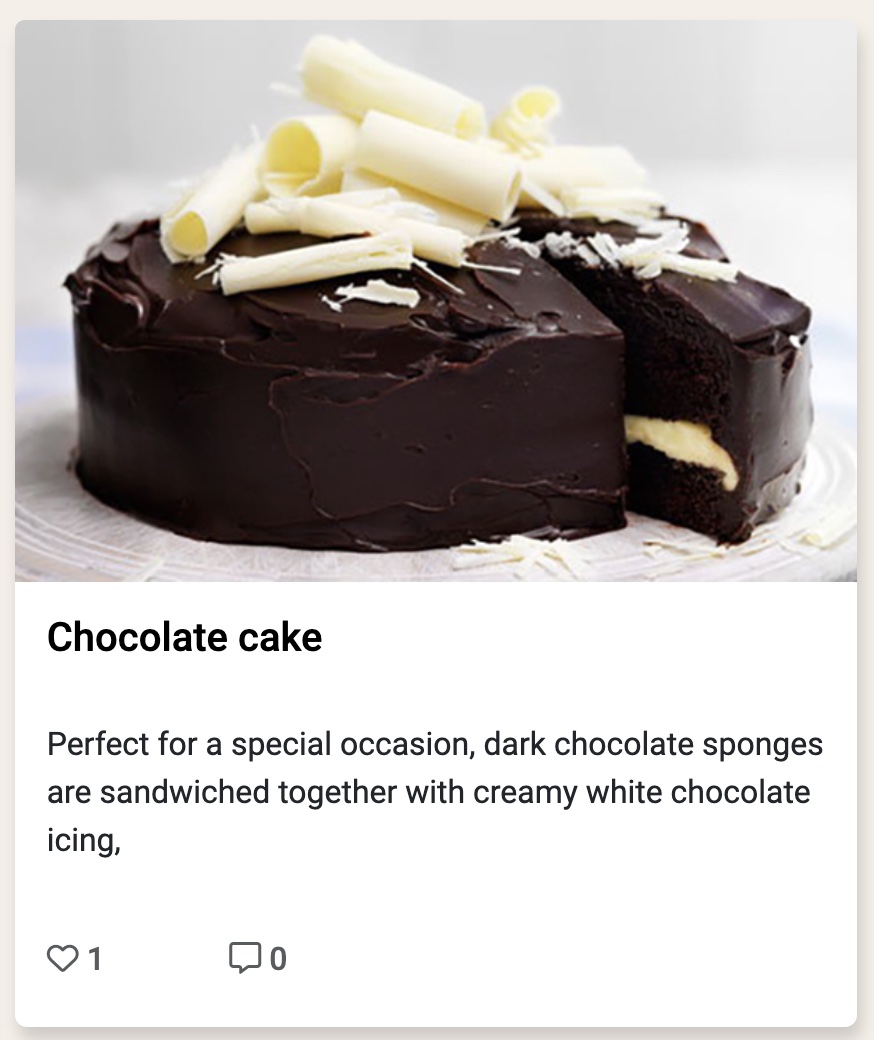 Chocolate cake
Perfect for a special occasion, dark chocolate sponges
are sandwiched together with creamy white chocolate
icing,
1 0